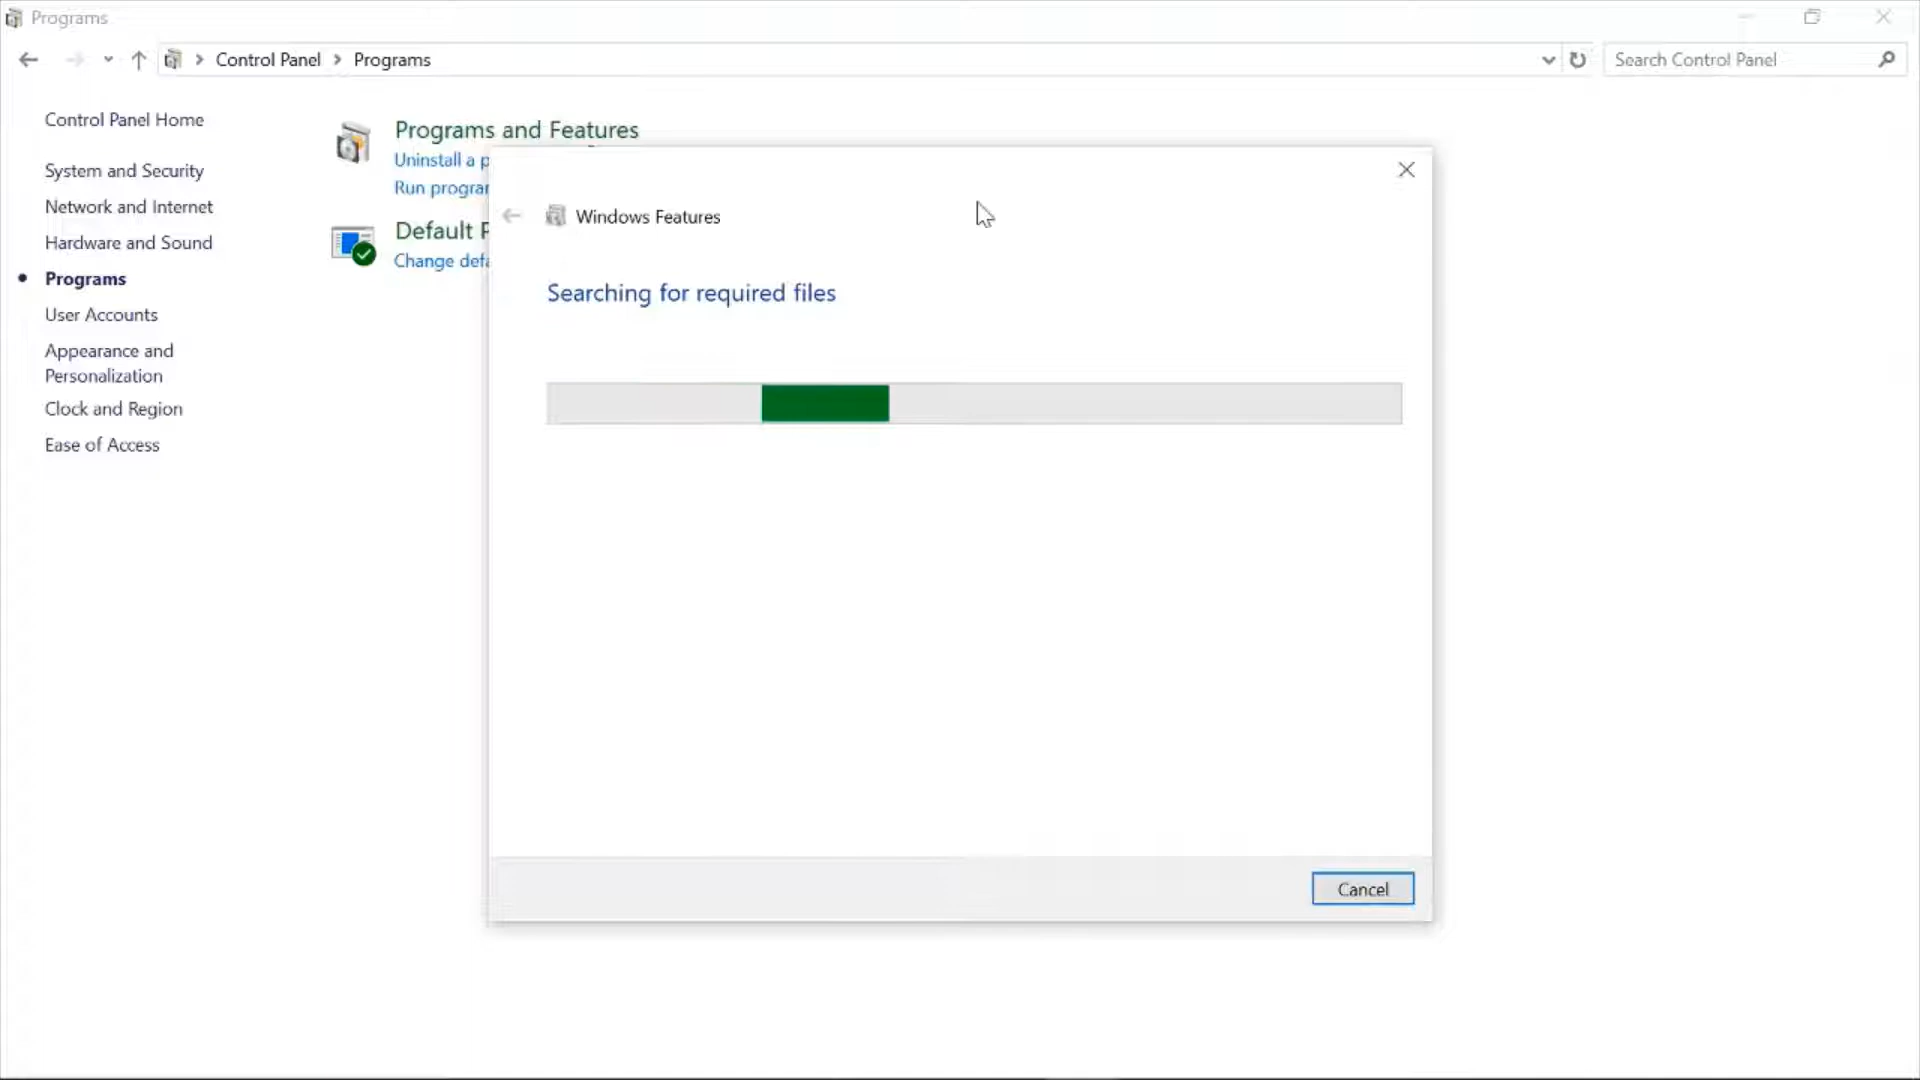 Programs
Control Panel
Programs
Search Control Panel
Control Panel Home
System and Security
Network and Internet
Hardware and Sound
Programs
User Accounts
Appearance and
Personalization
Clock and Region
Ease of Access
Programs and Features
Uninstall a
Run
Default
Change
Windows Features
Searching for required files
Cancel